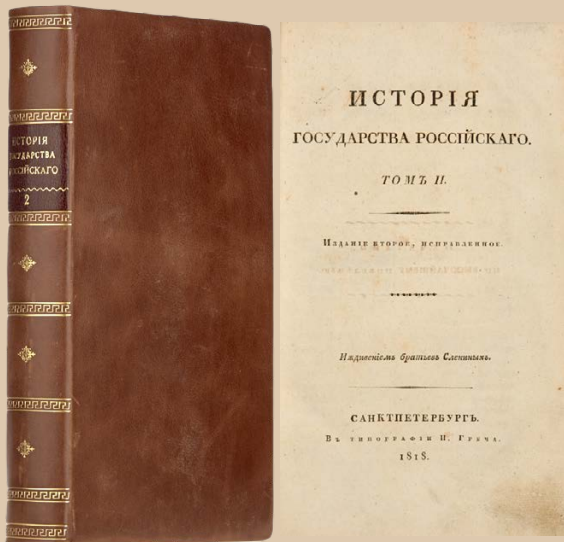 ИСТОРІЯ
ГОСУДАРСТВА
РОССІЙСКАГО
2
ИСТОРІЯ
ГОСУДАРСТВА РОССІЙСКАГО.
ТОМЪ II.
Изданіе второе, исправленное.
Иждивеніемъ братьевъ Слениныхъ.
САНКТПЕТЕРБУРГЪ.
Въ типографіи Н. Греча.
1818.